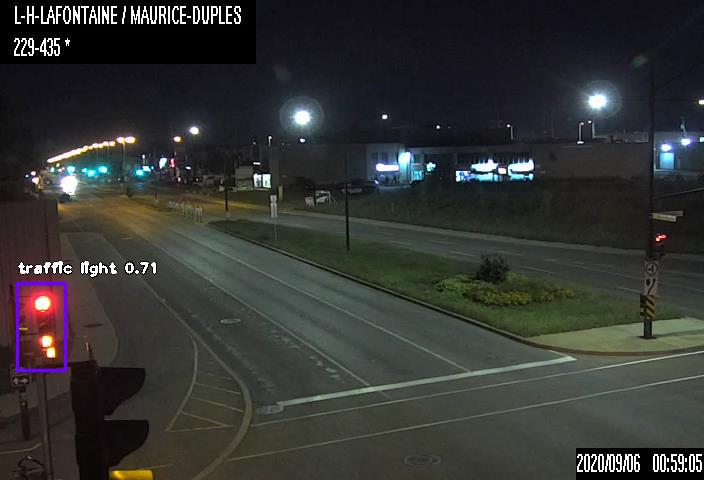 L-H-LAFONTAINE / MAURICE-DUPLES
229-435 *
traffic light 0.71
2020/09/06 00:59:05